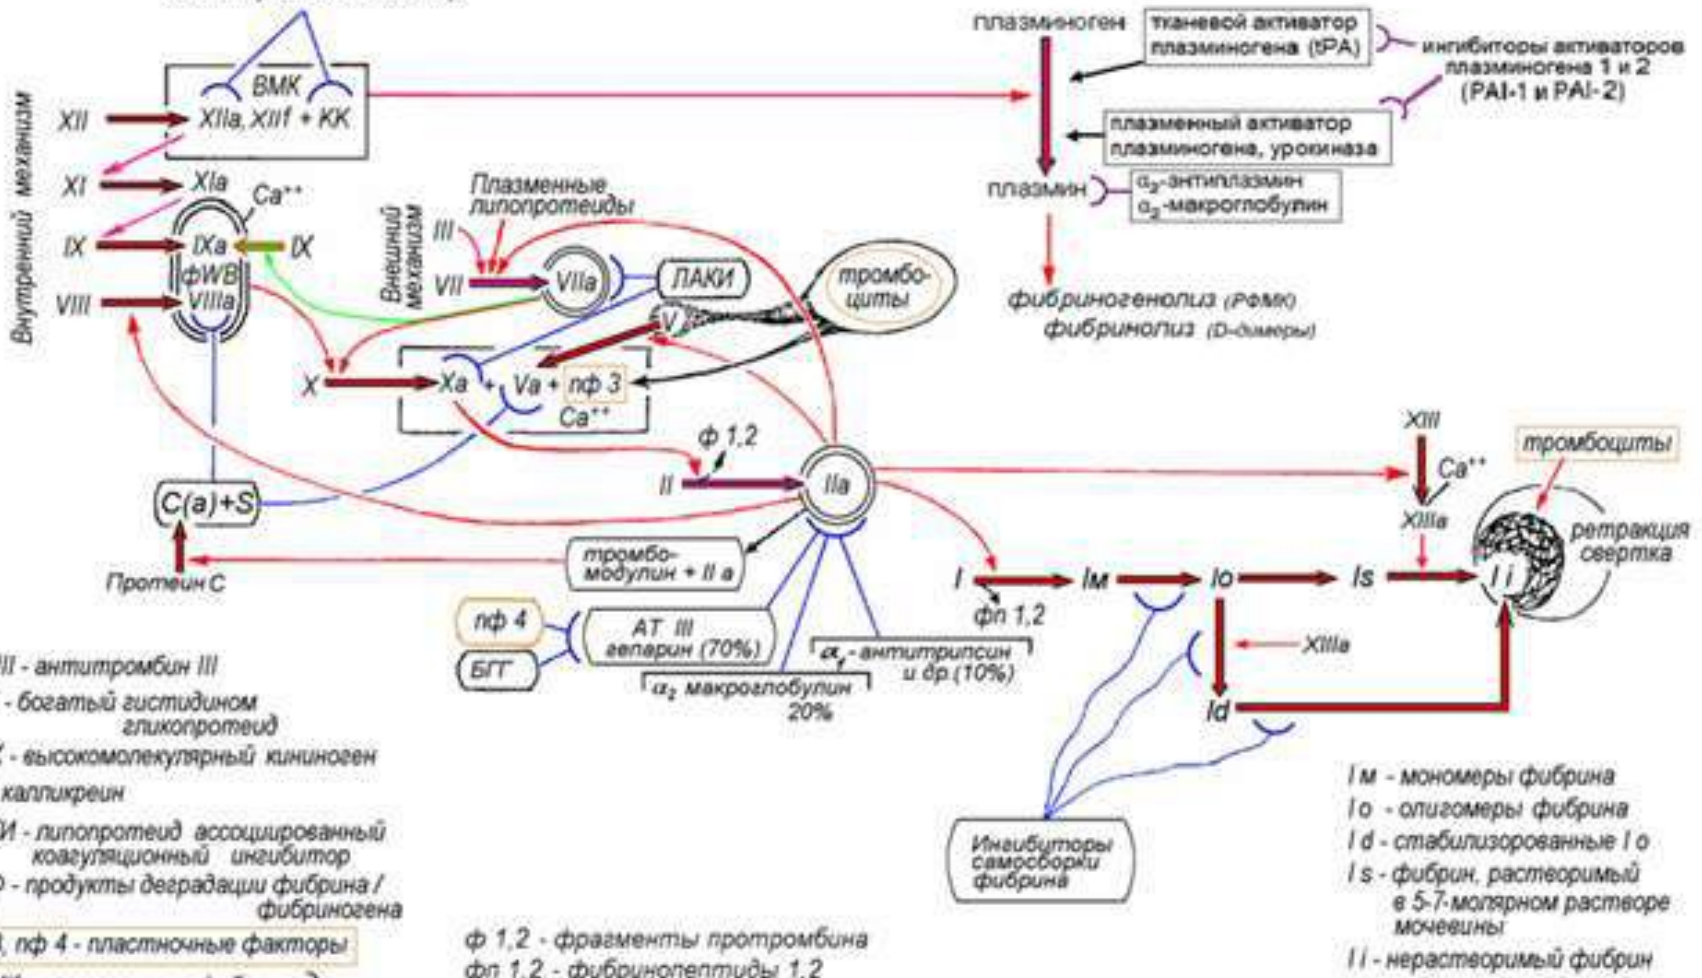 плазминоген
тканевой активатор
плазминогена (tPA)
ингибиторы активаторов
плазминогена 1 и 2
(PAI-1 и PAI-2)
плазменный активатор
плазминогена, урокиназа
плазмин
α₂-антиплазмин
α₂-макроглобулин
фибриногенолиз (РФМК)
фибринолиз (D-димеры)
Внутренний механизм
ВМК
XII
XIIa, XIIf + КК
XI
XIa
Ca⁺⁺
IX
IXa
IX
фWB
VIII
VIIIa
Внешний
механизм
Плазменные
липопротеиды
III
VII
VIIa
ЛАКИ
тромбо-
циты
V
X
Xa + Va + пф 3
Ca⁺⁺
ф 1,2
II
IIa
C(a)+S
Протеин С
тромбо-
модулин + II a
пф 4
БГГ
АТ III
гепарин (70%)
α₂ макроглобулин
20%
α₁-антитрипсин
и др.(10%)
XIII
Ca⁺⁺
XIIIa
тромбоциты
ретракция
свертка
I
Iм
Io
Is
I i
фп 1,2
XIIIa
Id
Ингибиторы
самосборки
фибрина
III - антитромбин III
- богатый гистидином
гликопротеид
- высокомолекулярный кининоген
калликреин
И - липопротеид ассоциированный
коагуляционный ингибитор
- продукты деградации фибрина /
фибриногена
, пф 4 - пластночные факторы
ф 1,2 - фрагменты протромбина
фп 1,2 - фибринопептиды 1,2
I м - мономеры фибрина
I o - олигомеры фибрина
I d - стабилизорованные I o
I s - фибрин, растворимый
в 5-7-молярном растворе
мочевины
I i - нерастворимый фибрин